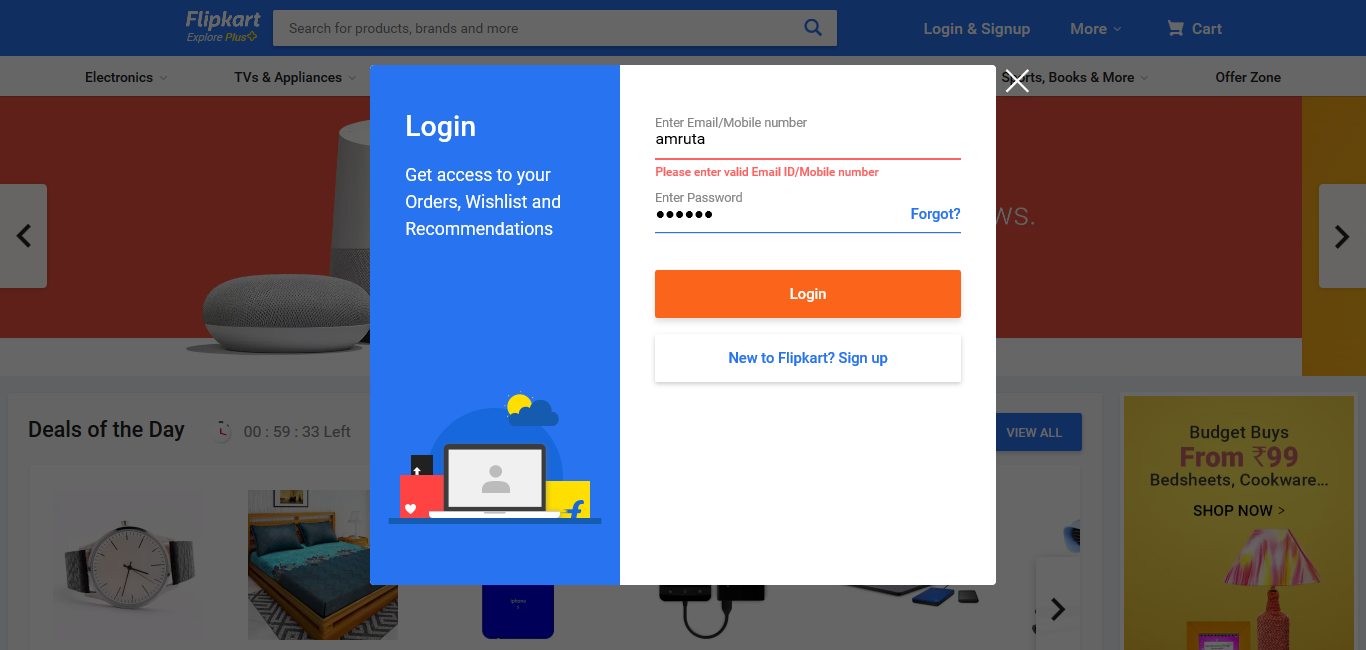 Flipkart
Explore Plus
Search for products, brands and more
Login & Signup
More
Cart
Electronics
TVs & Appliances
Sports, Books & More
Offer Zone
Login
Get access to your
Orders, Wishlist and
Recommendations
Enter Email/Mobile number
amruta
Please enter valid Email ID/Mobile number
Enter Password
Forgot?
Login
New to Flipkart? Sign up
ws.
Deals of the Day
00 : 59 : 33 Left
VIEW ALL
Budget Buys
From ₹99
Bedsheets, Cookware...
SHOP NOW >